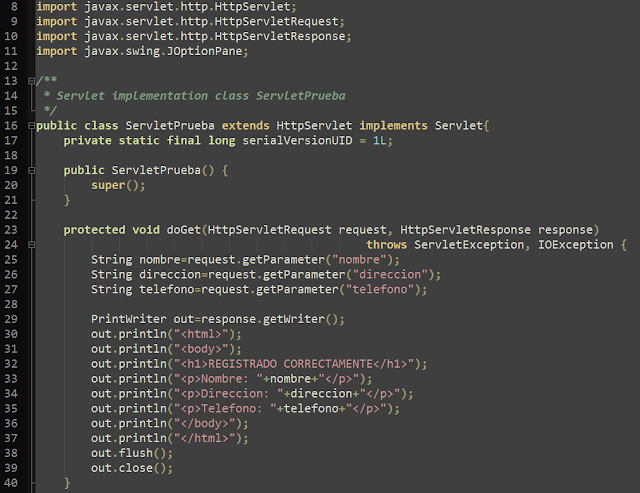 8 import javax.servlet.http.HttpServlet;
9 import javax.servlet.http.HttpServletRequest;
10 import javax.servlet.http.HttpServletResponse;
11 import javax.swing.JOptionPane;
12
13 /**
14  * Servlet implementation class ServletPrueba
15  */
16 public class ServletPrueba extends HttpServlet implements Servlet{
17     private static final long serialVersionUID = 1L;
18
19     public ServletPrueba() {
20         super();
21     }
22
23     protected void doGet(HttpServletRequest request, HttpServletResponse response)
24                                                 throws ServletException, IOException {
25         String nombre=request.getParameter("nombre");
26         String direccion=request.getParameter("direccion");
27         String telefono=request.getParameter("telefono");
28
29         PrintWriter out=response.getWriter();
30         out.println("<html>");
31         out.println("<body>");
32         out.println("<h1>REGISTRADO CORRECTAMENTE</h1>");
33         out.println("<p>Nombre: "+nombre+"</p>");
34         out.println("<p>Direccion: "+direccion+"</p>");
35         out.println("<p>Telefono: "+telefono+"</p>");
36         out.println("</body>");
37         out.println("</html>");
38         out.flush();
39         out.close();
40     }